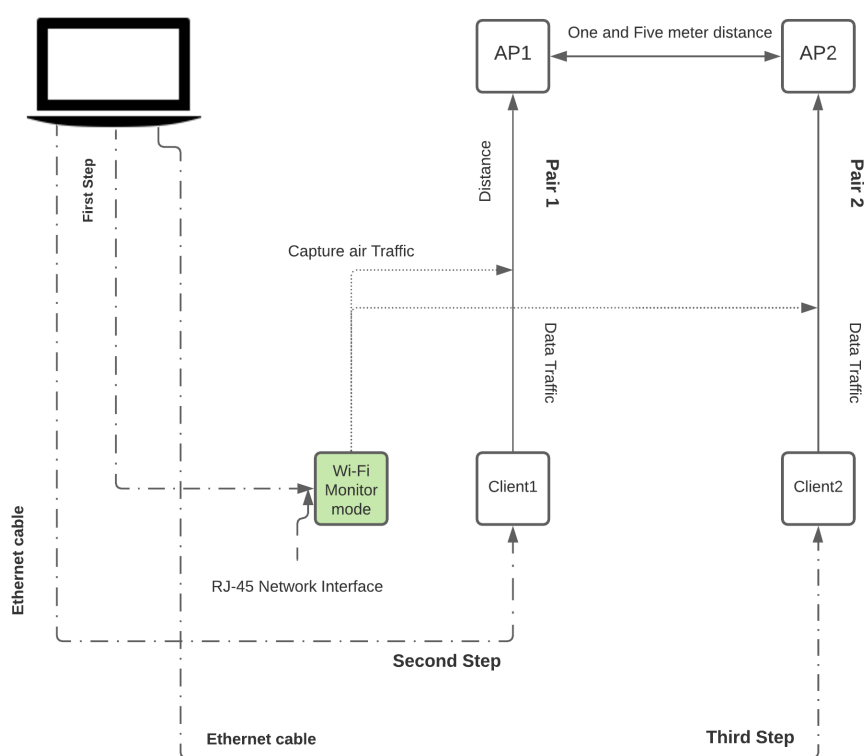 One and Five meter distance
AP1
AP2
First Step
Distance
Pair 1
Pair 2
Capture air Traffic
Data Traffic
Data Traffic
Wi-Fi
Monitor
mode
Client1
Client2
Ethernet cable
RJ-45 Network Interface
Second Step
Ethernet cable
Third Step